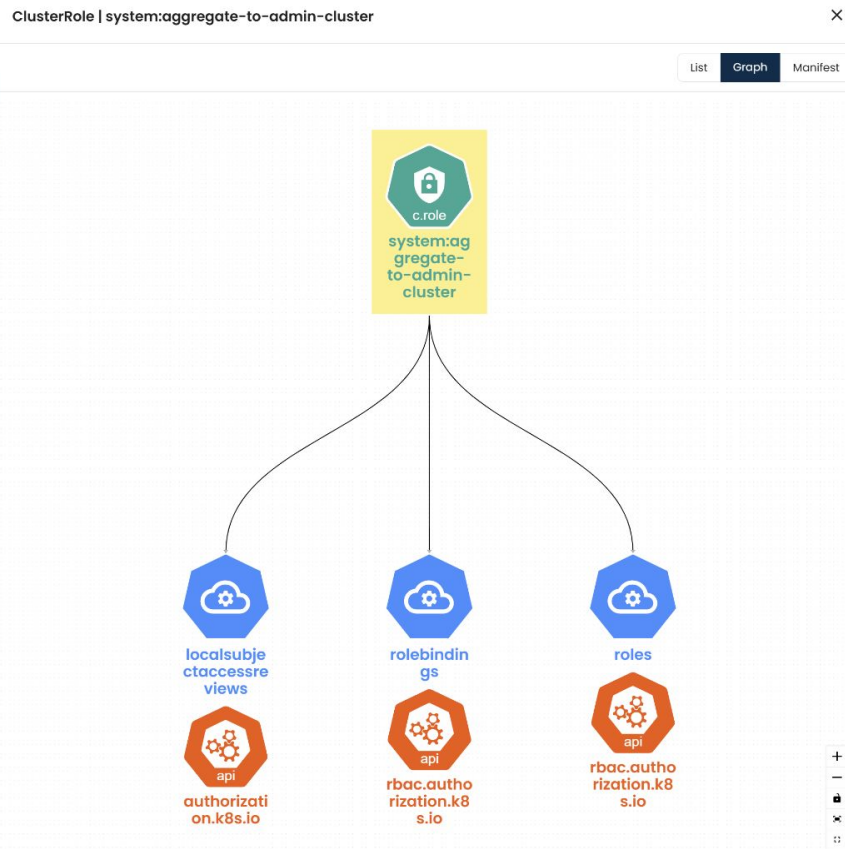 ClusterRole | system:aggregate-to-admin-cluster
List
Graph
Manifest
c.role
system:ag
gregate-
to-admin-
cluster
localsubje
ctaccessre
views
rolebindin
gs
roles
api
authorizati
on.k8s.io
api
rbac.autho
rization.k8
s.io
api
rbac.autho
rization.k8
s.io